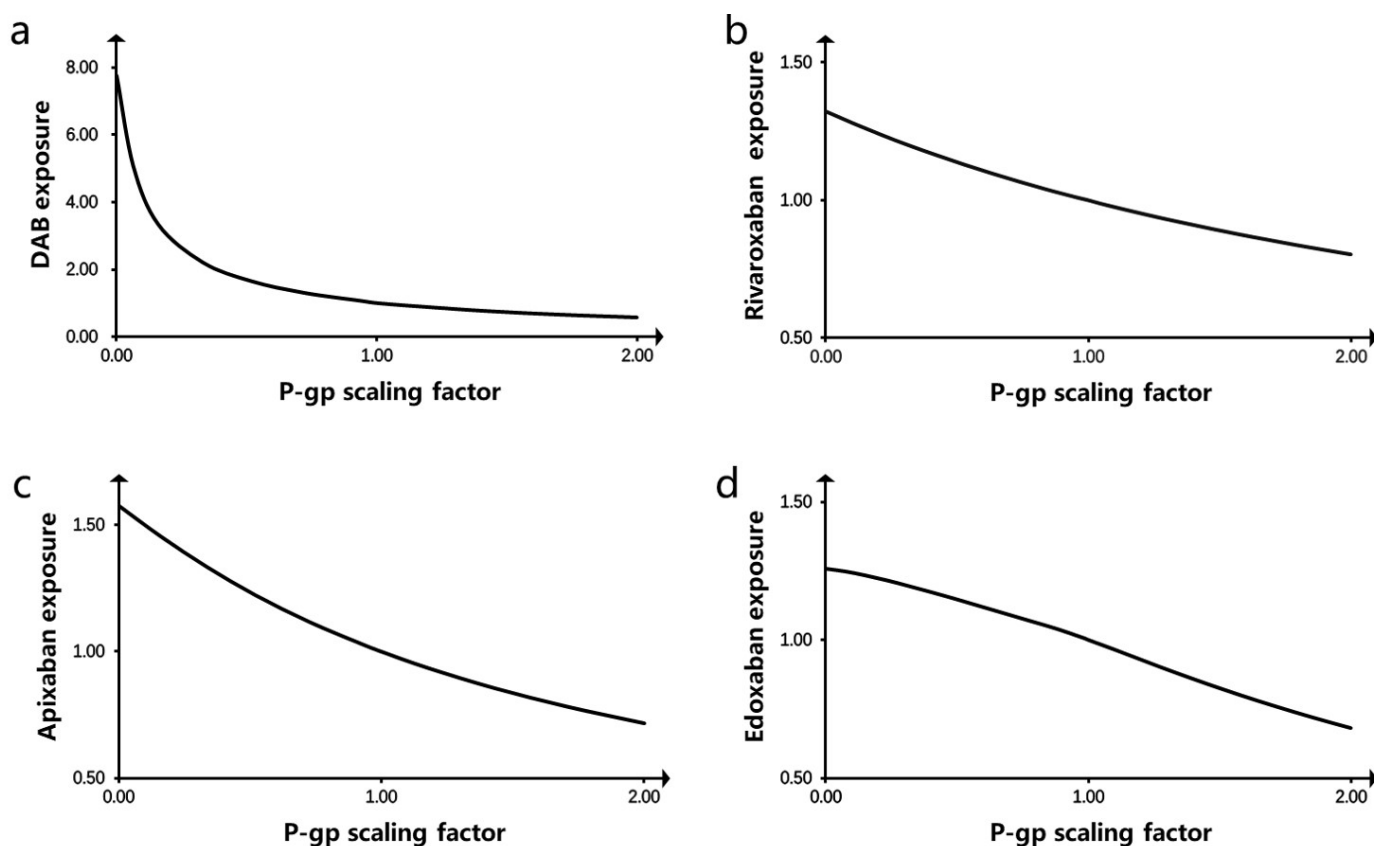 a
8.00
6.00
4.00
2.00
0.00
DAB exposure
0.00 1.00 2.00
P-gp scaling factor
b
1.50
1.00
0.50
Rivaroxaban exposure
0.00 1.00 2.00
P-gp scaling factor
c
1.50
1.00
0.50
Apixaban exposure
0.00 1.00 2.00
P-gp scaling factor
d
1.50
1.00
0.50
Edoxaban exposure
0.00 1.00 2.00
P-gp scaling factor